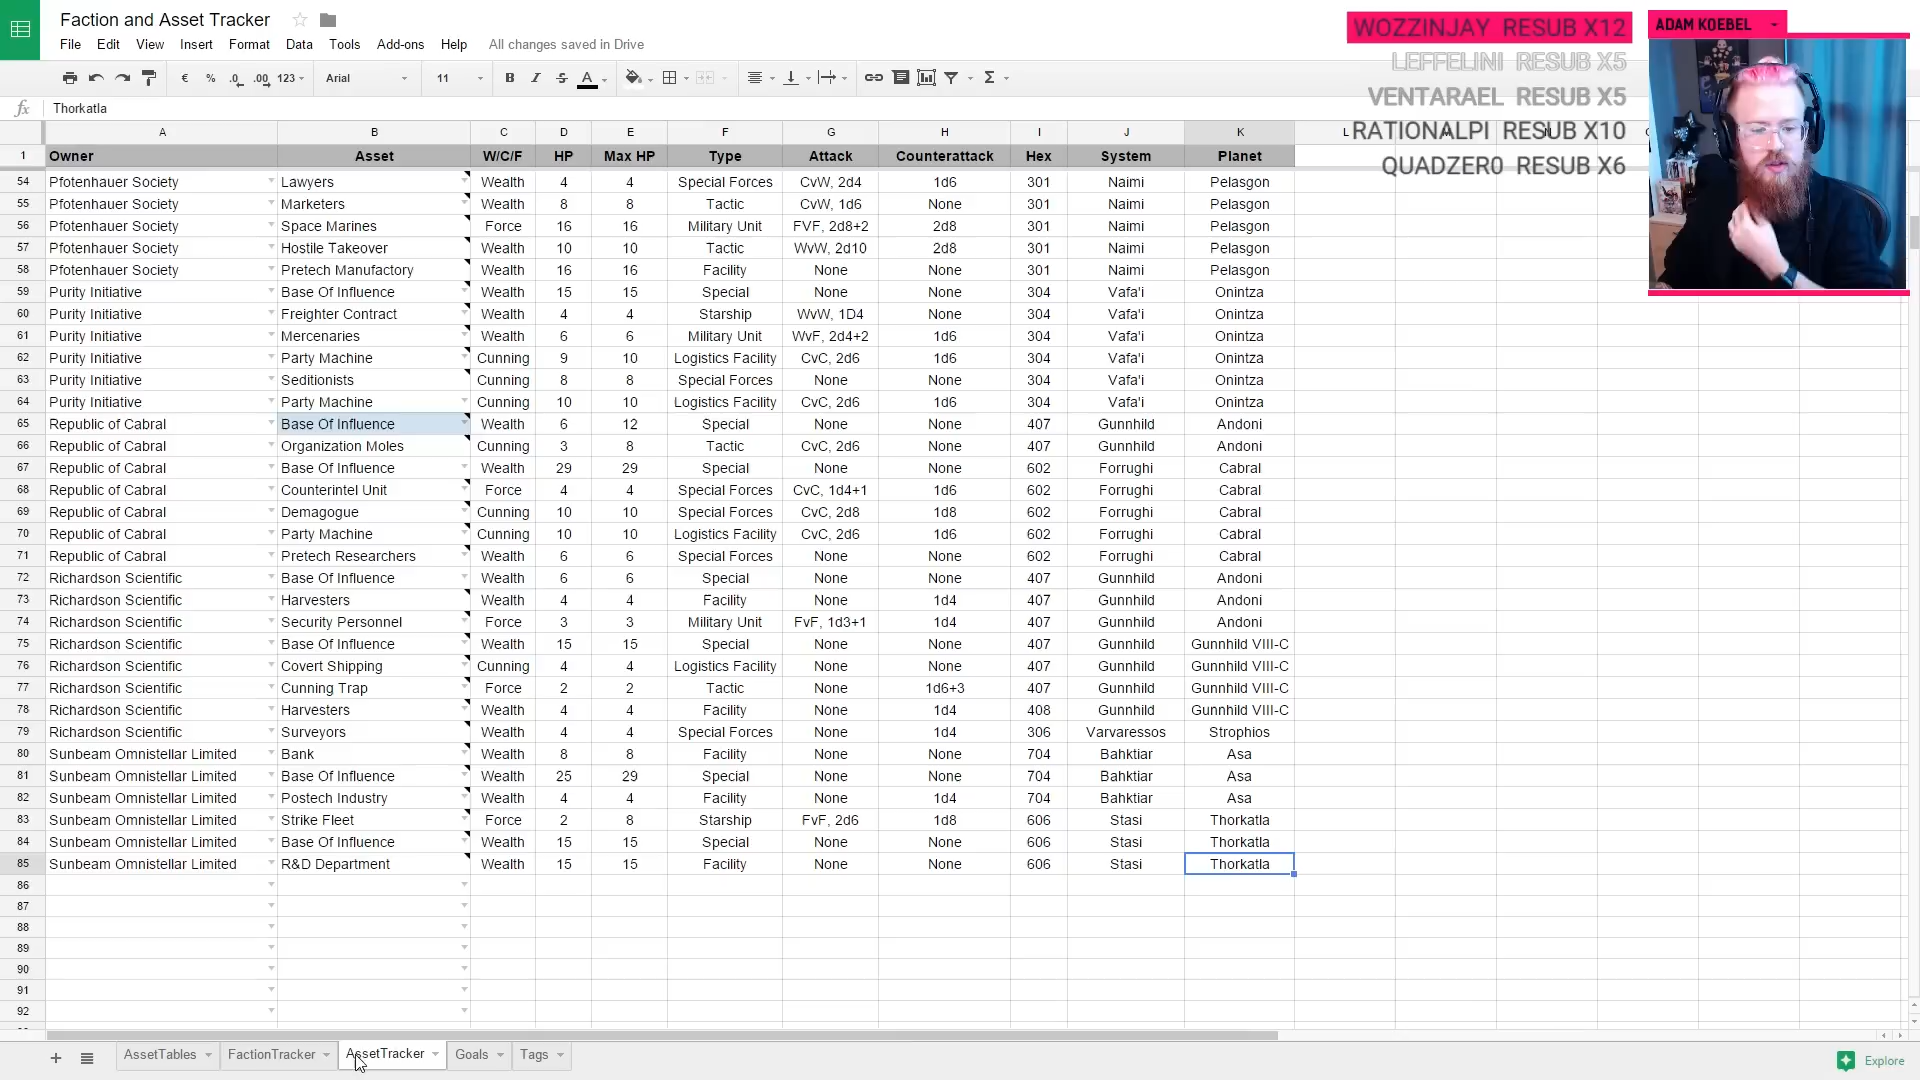 Faction and Asset Tracker
File Edit View Insert Format Data Tools Add-ons Help All changes saved in Drive
€ % .0 .00 123 Arial 11 B I S A Σ
fx Thorkatla
A B C D E F G H I J K L
1 Owner Asset W/C/F HP Max HP Type Attack Counterattack Hex System Planet
54 Pfotenhauer Society Lawyers Wealth 4 4 Special Forces CvW, 2d4 1d6 301 Naimi Pelasgon
55 Pfotenhauer Society Marketers Wealth 8 8 Tactic CvW, 1d6 None 301 Naimi Pelasgon
56 Pfotenhauer Society Space Marines Force 16 16 Military Unit FVF, 2d8+2 2d8 301 Naimi Pelasgon
57 Pfotenhauer Society Hostile Takeover Wealth 10 10 Tactic WvW, 2d10 2d8 301 Naimi Pelasgon
58 Pfotenhauer Society Pretech Manufactory Wealth 16 16 Facility None None 301 Naimi Pelasgon
59 Purity Initiative Base Of Influence Wealth 15 15 Special None None 304 Vafa'i Onintza
60 Purity Initiative Freighter Contract Wealth 4 4 Starship WvW, 1D4 None 304 Vafa'i Onintza
61 Purity Initiative Mercenaries Wealth 6 6 Military Unit WvF, 2d4+2 1d6 304 Vafa'i Onintza
62 Purity Initiative Party Machine Cunning 9 10 Logistics Facility CvC, 2d6 1d6 304 Vafa'i Onintza
63 Purity Initiative Seditionists Cunning 8 8 Special Forces None None 304 Vafa'i Onintza
64 Purity Initiative Party Machine Cunning 10 10 Logistics Facility CvC, 2d6 1d6 304 Vafa'i Onintza
65 Republic of Cabral Base Of Influence Wealth 6 12 Special None None 407 Gunnhild Andoni
66 Republic of Cabral Organization Moles Cunning 3 8 Tactic CvC, 2d6 None 407 Gunnhild Andoni
67 Republic of Cabral Base Of Influence Wealth 29 29 Special None None 602 Forrughi Cabral
68 Republic of Cabral Counterintel Unit Force 4 4 Special Forces CvC, 1d4+1 1d6 602 Forrughi Cabral
69 Republic of Cabral Demagogue Cunning 10 10 Special Forces CvC, 2d8 1d8 602 Forrughi Cabral
70 Republic of Cabral Party Machine Cunning 10 10 Logistics Facility CvC, 2d6 1d6 602 Forrughi Cabral
71 Republic of Cabral Pretech Researchers Wealth 6 6 Special Forces None None 602 Forrughi Cabral
72 Richardson Scientific Base Of Influence Wealth 6 6 Special None None 407 Gunnhild Andoni
73 Richardson Scientific Harvesters Wealth 4 4 Facility None 1d4 407 Gunnhild Andoni
74 Richardson Scientific Security Personnel Force 3 3 Military Unit FvF, 1d3+1 1d4 407 Gunnhild Andoni
75 Richardson Scientific Base Of Influence Wealth 15 15 Special None None 407 Gunnhild Gunnhild VIII-C
76 Richardson Scientific Covert Shipping Cunning 4 4 Logistics Facility None None 407 Gunnhild Gunnhild VIII-C
77 Richardson Scientific Cunning Trap Force 2 2 Tactic None 1d6+3 407 Gunnhild Gunnhild VIII-C
78 Richardson Scientific Harvesters Wealth 4 4 Facility None 1d4 408 Gunnhild Gunnhild VIII-C
79 Richardson Scientific Surveyors Wealth 4 4 Special Forces None 1d4 306 Varvaressos Strophios
80 Sunbeam Omnistellar Limited Bank Wealth 8 8 Facility None None 704 Bahktiar Asa
81 Sunbeam Omnistellar Limited Base Of Influence Wealth 25 29 Special None None 704 Bahktiar Asa
82 Sunbeam Omnistellar Limited Postech Industry Wealth 4 4 Facility None 1d4 704 Bahktiar Asa
83 Sunbeam Omnistellar Limited Strike Fleet Force 2 8 Starship FvF, 2d6 1d8 606 Stasi Thorkatla
84 Sunbeam Omnistellar Limited Base Of Influence Wealth 15 15 Special None None 606 Stasi Thorkatla
85 Sunbeam Omnistellar Limited R&D Department Wealth 15 15 Facility None None 606 Stasi Thorkatla
86
87
88
89
90
91
92
AssetTables FactionTracker AssetTracker Goals Tags Explore
WOZZINJAY RESUB X12
LEFFELINI RESUB X5
VENTARAEL RESUB X5
RATIONALPI RESUB X10
QUADZER0 RESUB X6
ADAM KOEBEL